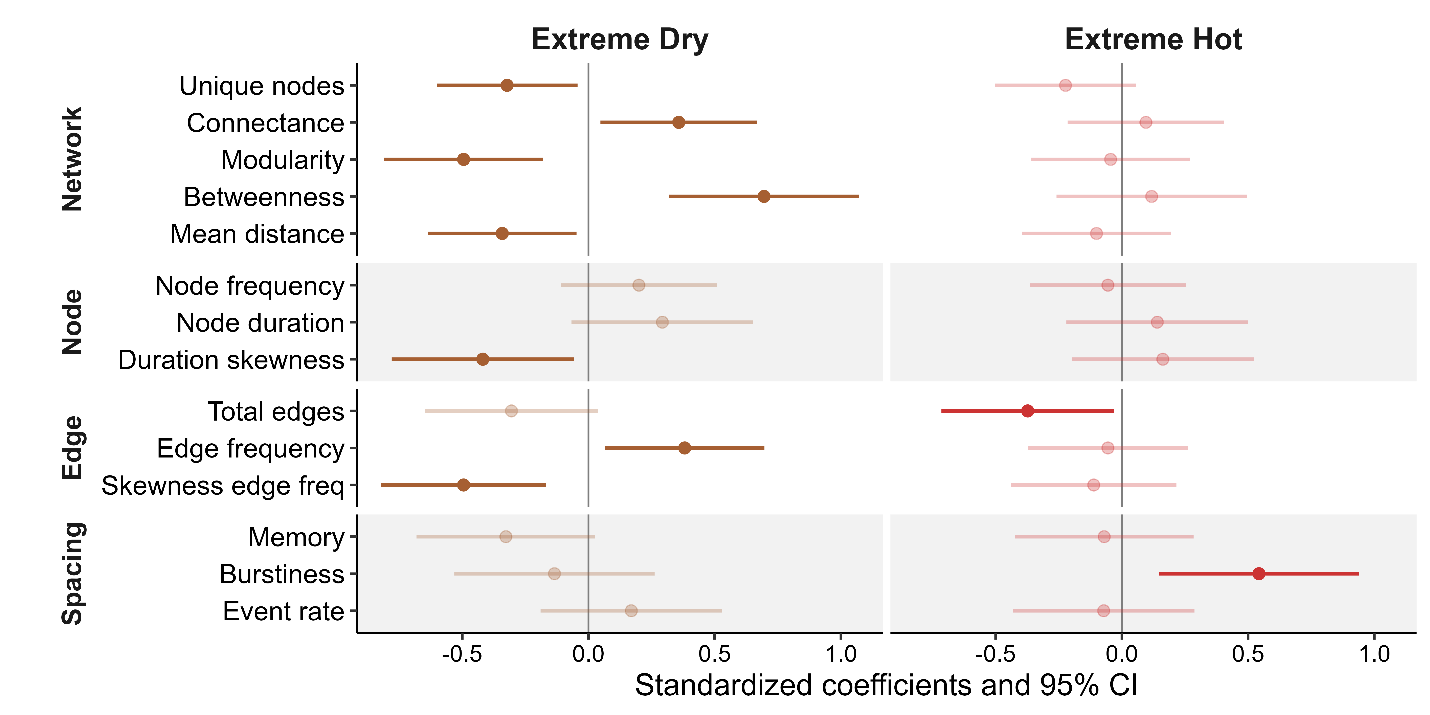 Extreme Dry
Extreme Hot
Network
Unique nodes
Connectance
Modularity
Betweenness
Mean distance
Node
Node frequency
Node duration
Duration skewness
Edge
Total edges
Edge frequency
Skewness edge freq
Spacing
Memory
Burstiness
Event rate
-0.5 0.0 0.5 1.0
-0.5 0.0 0.5 1.0
Standardized coefficients and 95% CI